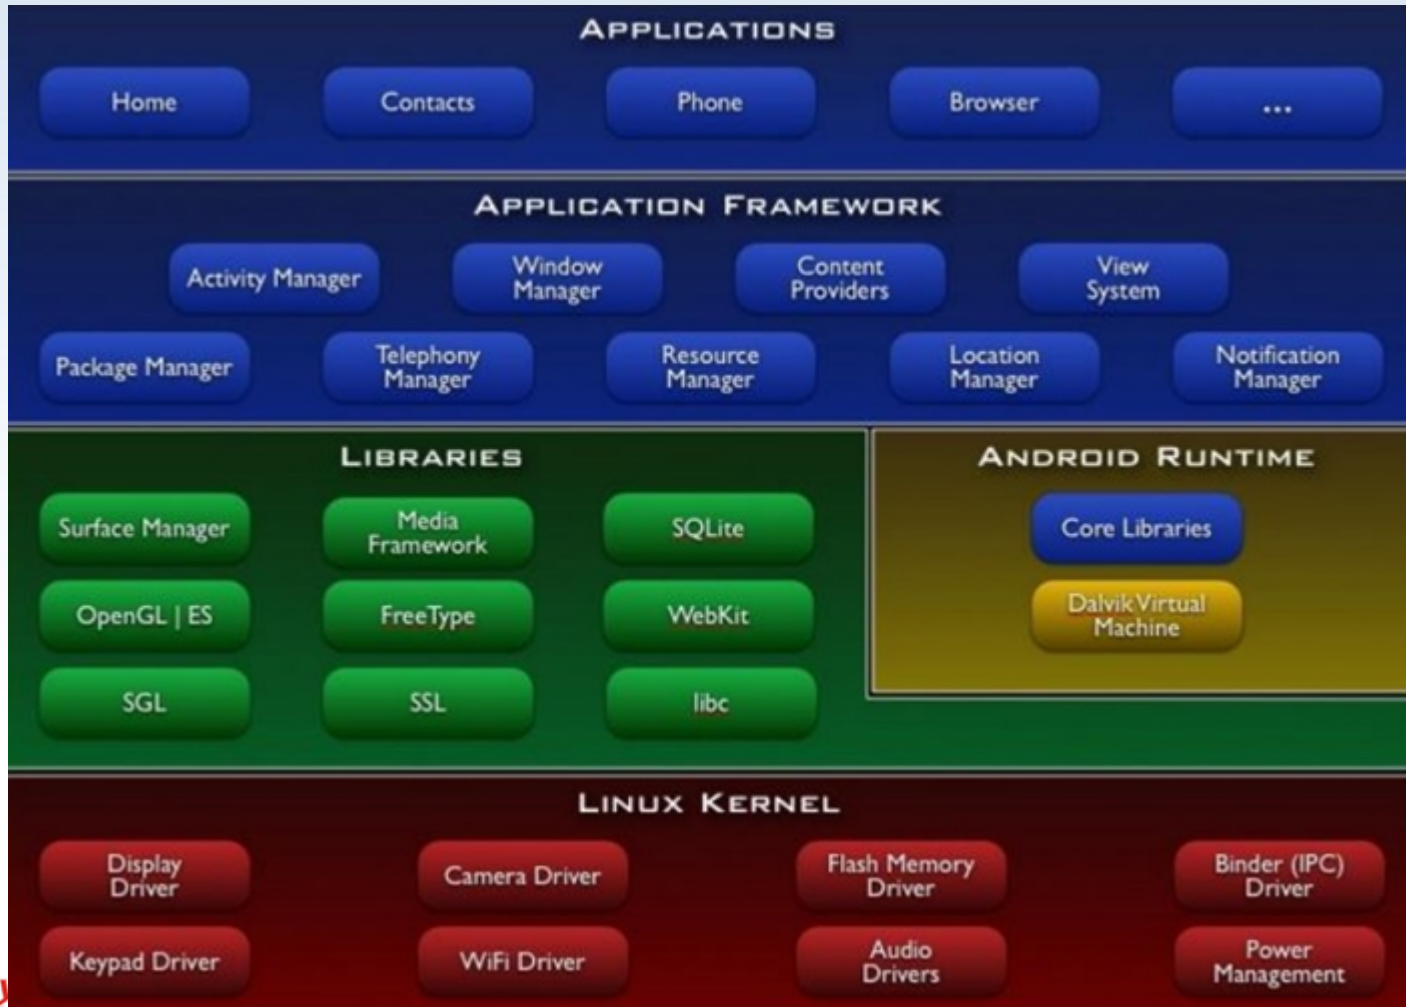 APPLICATIONS
Home
Contacts
Phone
Browser
...
APPLICATION FRAMEWORK
Activity Manager
Window
Manager
Content
Providers
View
System
Package Manager
Telephony
Manager
Resource
Manager
Location
Manager
Notification
Manager
LIBRARIES
ANDROID RUNTIME
Surface Manager
Media
Framework
SQLite
Core Libraries
OpenGL | ES
FreeType
WebKit
Dalvik Virtual
Machine
SGL
SSL
libc
LINUX KERNEL
Display
Driver
Camera Driver
Flash Memory
Driver
Binder (IPC)
Driver
Keypad Driver
WiFi Driver
Audio
Drivers
Power
Management